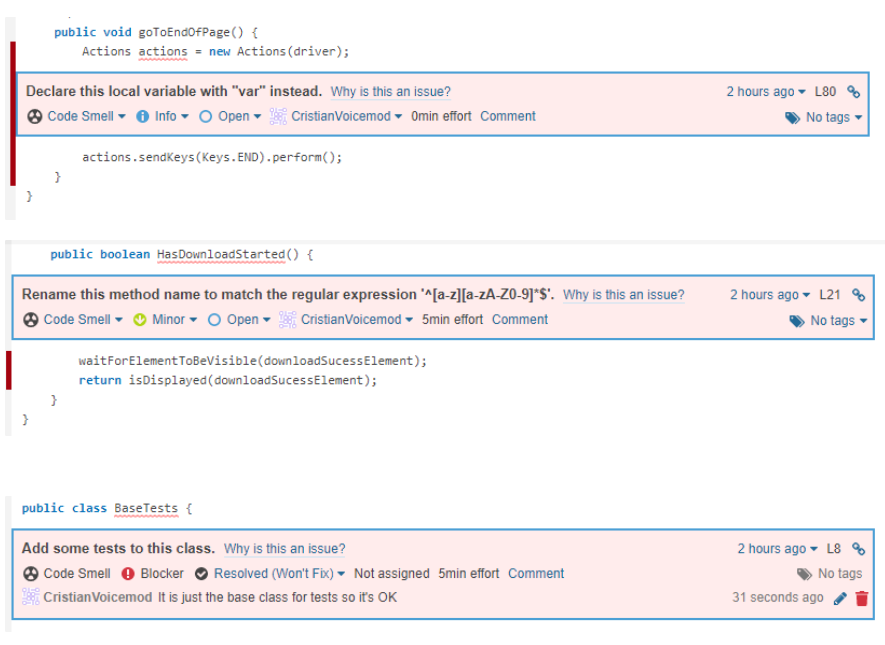 public void goToEndOfPage() {
Actions actions = new Actions(driver);
Declare this local variable with "var" instead. Why is this an issue? 2 hours ago L80
Code Smell Info Open CristianVoicemod 0min effort Comment No tags
actions.sendKeys(Keys.END).perform();
}
}
public boolean HasDownloadStarted() {
Rename this method name to match the regular expression '^[a-z][a-zA-Z0-9]*$'. Why is this an issue? 2 hours ago L21
Code Smell Minor Open CristianVoicemod 5min effort Comment No tags
waitForElementToBeVisible(downloadSucessElement);
return isDisplayed(downloadSucessElement);
}
}
public class BaseTests {
Add some tests to this class. Why is this an issue? 2 hours ago L8
Code Smell Blocker Resolved (Won't Fix) Not assigned 5min effort Comment No tags
CristianVoicemod It is just the base class for tests so it's OK 31 seconds ago